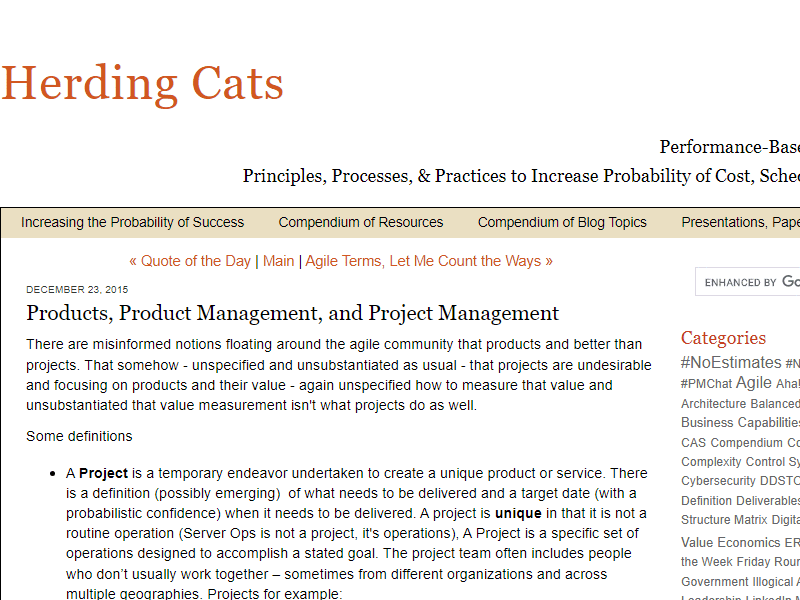 Herding Cats
Performance-Base
Principles, Processes, & Practices to Increase Probability of Cost, Sched
Increasing the Probability of Success
Compendium of Resources
Compendium of Blog Topics
Presentations, Pape
« Quote of the Day | Main | Agile Terms, Let Me Count the Ways »
DECEMBER 23, 2015
Products, Product Management, and Project Management
There are misinformed notions floating around the agile community that products and better than
projects. That somehow - unspecified and unsubstantiated as usual - that projects are undesirable
and focusing on products and their value - again unspecified how to measure that value and
unsubstantiated that value measurement isn't what projects do as well.
Some definitions
• A Project is a temporary endeavor undertaken to create a unique product or service. There
is a definition (possibly emerging) of what needs to be delivered and a target date (with a
probabilistic confidence) when it needs to be delivered. A project is unique in that it is not a
routine operation (Server Ops is not a project, it's operations), A Project is a specific set of
operations designed to accomplish a stated goal. The project team often includes people
who don’t usually work together – sometimes from different organizations and across
multiple geographies. Projects for example:
ENHANCED BY Go
Categories
#NoEstimates #N
#PMChat Agile Aha!
Architecture Balanced
Business Capabilities
CAS Compendium Co
Complexity Control Sy
Cybersecurity DDSTO
Definition Deliverables
Structure Matrix Digita
Value Economics ER
the Week Friday Roun
Government Illogical A
Leadership LinkedIn M